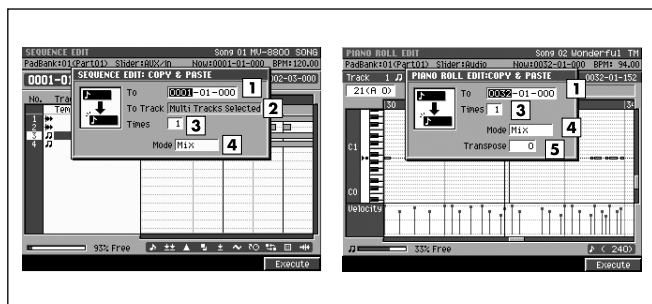 SEQUENCE EDIT Song 01 MV-8800 SONG
PadBank:01(Part01) Slider:AUX/In Now:0001-01-000 BPM:120.00
0001-01 SEQUENCE EDIT: COPY & PASTE 002-03-000
To 0001-01-000 1
No. Tra
Tem
To Track Multi Tracks Selected 2
Times 1 3
1
2
3
4
Mode Mix 4
93% Free
Execute
PIANO ROLL EDIT Song 02 Wonderful TM
PadBank:01(Part01) Slider:Audio Now:0032-01-000 BPM: 94.00
Track 1 PIANO ROLL EDIT:COPY & PASTE 0032-01-152
21(A 0) To 0032-01-000 1
30 34
Times 1 3
Mode Mix 4
Transpose 0 5
C1
C0
Velocity
33% Free ( 240)
Execute